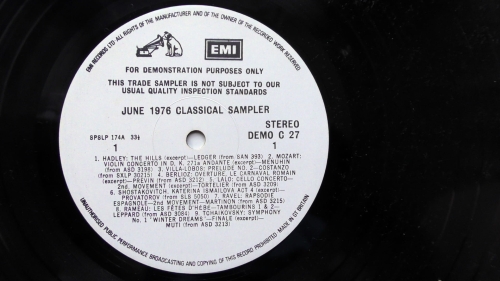 EMI RECORDS LTD ALL RIGHTS OF THE MANUFACTURER AND OF THE OWNER OF THE RECORDED WORK RESERVED
EMI
FOR DEMONSTRATION PURPOSES ONLY
THIS TRADE SAMPLER IS NOT SUBJECT TO OUR
USUAL QUALITY INSPECTION STANDARDS
JUNE 1976 CLASSICAL SAMPLER
STEREO
SPSLP 174A 33⅓
DEMO C 27
1
1
1. HADLEY: THE HILLS (excerpt)—LEDGER (from SAN 393) 2. MOZART:
VIOLIN CONCERTO IN D, K. 271a ANDANTE (excerpt)—MENUHIN
(from ASD 3198) 3. VILLA-LOBOS: PRELUDE NO. 2—COSTANZO
(from SXLP 30215) 4. BERLIOZ: OVERTURE, LE CARNAVAL ROMAIN
(excerpt)—PREVIN (from ASD 3212) 5. LALO: CELLO CONCERTO—
2nd. MOVEMENT (excerpt)—TORTELIER (from ASD 3209)
6. SHOSTAKOVITCH: KATERINA ISMAILOVA ACT 4 (excerpt)—
PROVATOROV (from SLS 5050) 7. RAVEL: RAPSODIE
ESPAGNOLE—2nd MOVEMENT—MARTINON (from ASD 3215)
8. RAMEAU: LES FÊTES D'HEBE—TAMBOURINS 1 & 2—
LEPPARD (from ASD 3084) 9. TCHAIKOVSKY: SYMPHONY
No. 1 'WINTER DREAMS'—FINALE (excerpt)—
MUTI (from ASD 3213)
UNAUTHORISED PUBLIC PERFORMANCE BROADCASTING AND COPYING OF THIS RECORD PROHIBITED MADE IN GT BRITAIN